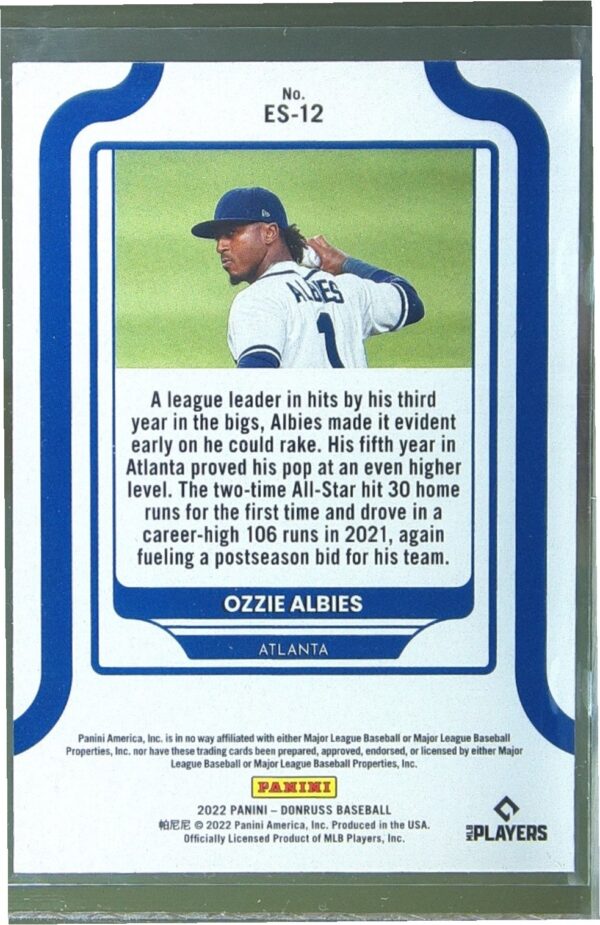 No.
ES-12
ALBIES
1
A league leader in hits by his third
year in the bigs, Albies made it evident
early on he could rake. His fifth year in
Atlanta proved his pop at an even higher
level. The two-time All-Star hit 30 home
runs for the first time and drove in a
career-high 106 runs in 2021, again
fueling a postseason bid for his team.
OZZIE ALBIES
ATLANTA
Panini America, Inc. is in no way affiliated with either Major League Baseball or Major League Baseball
Properties, Inc. nor have these trading cards been prepared, approved, endorsed, or licensed by either Major
League Baseball or Major League Baseball Properties, Inc.
PANINI
2022 PANINI – DONRUSS BASEBALL
帕尼尼 © 2022 Panini America, Inc. Produced in the USA.
Officially Licensed Product of MLB Players, Inc.
MLB PLAYERS